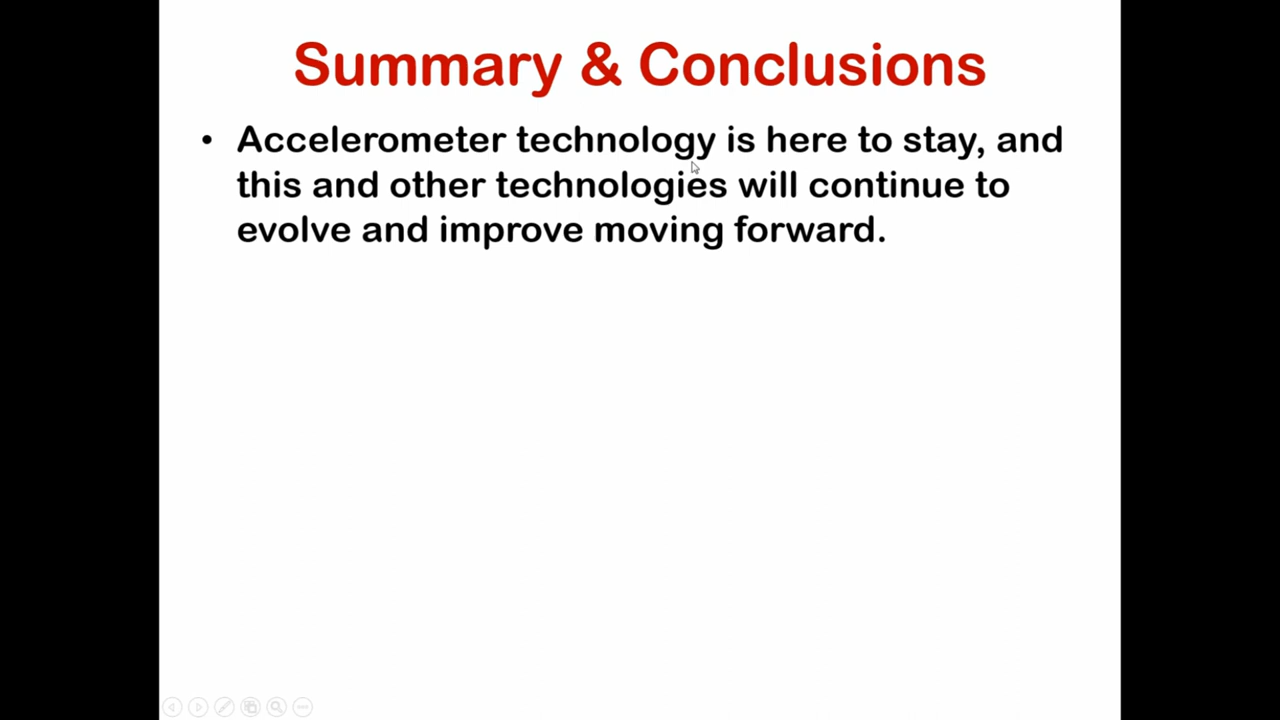 Summary & Conclusions
• Accelerometer technology is here to stay, and
this and other technologies will continue to
evolve and improve moving forward.